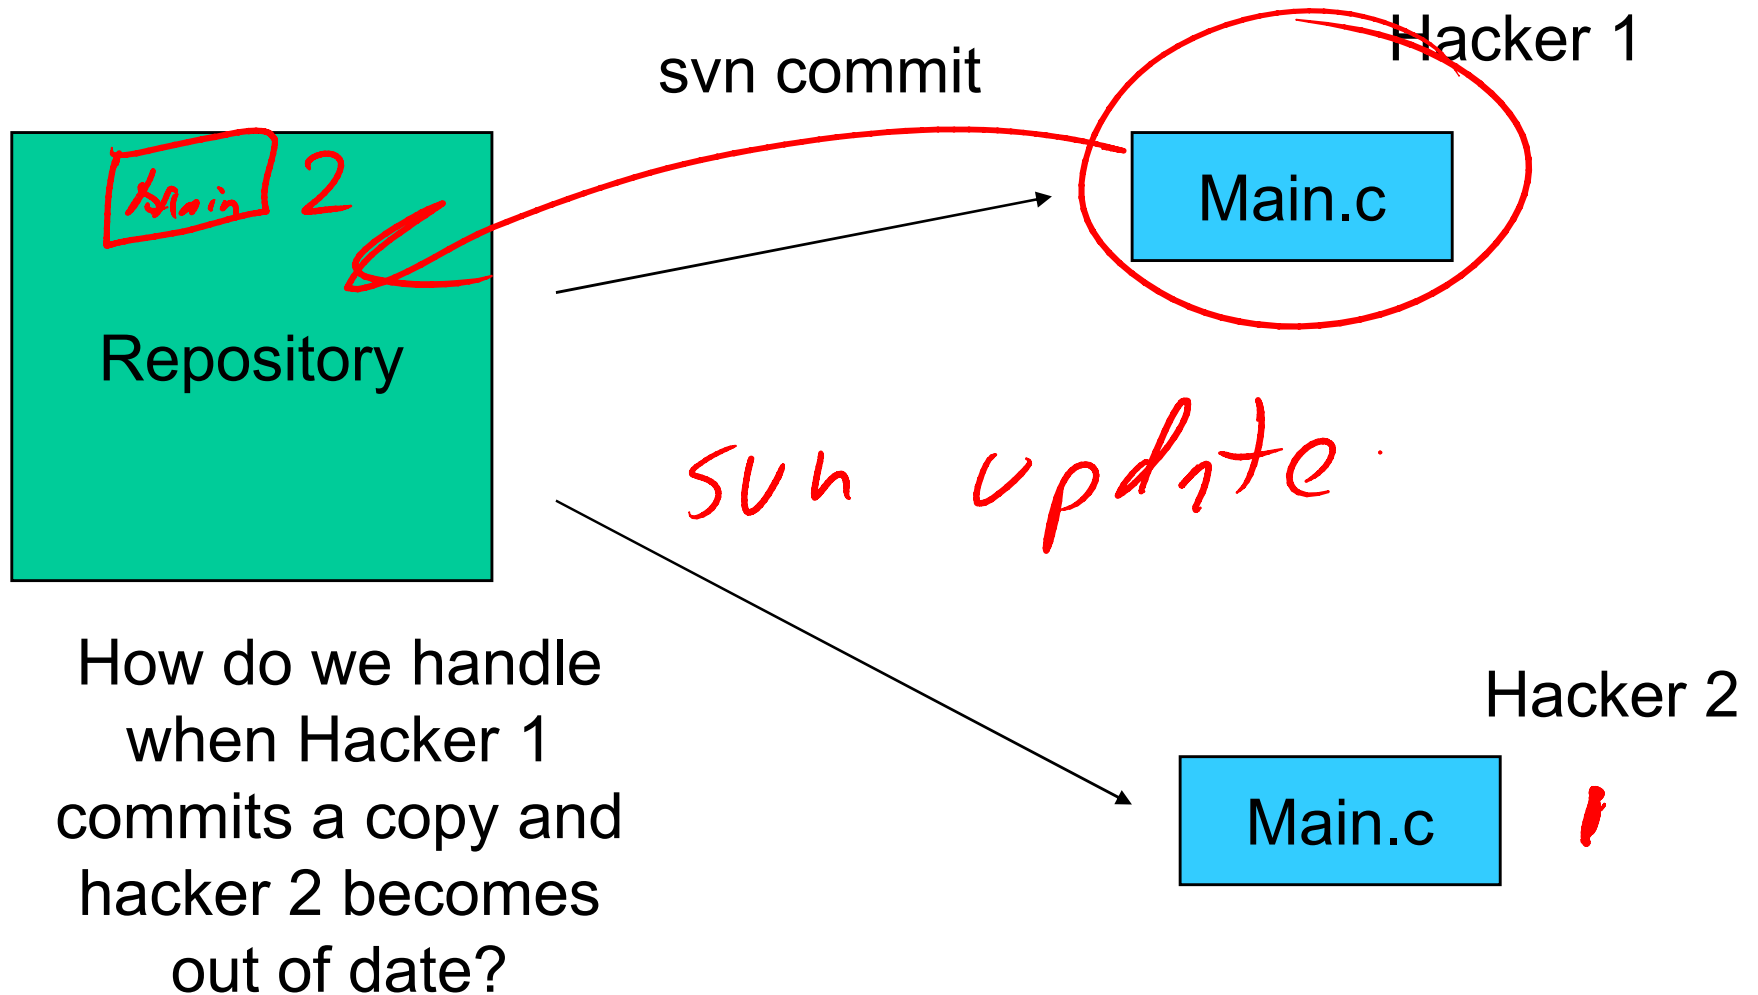 Hacker 1
svn commit
Main.c
Main 2
Repository
svn update
How do we handle
when Hacker 1
commits a copy and
hacker 2 becomes
out of date?
Hacker 2
Main.c
1